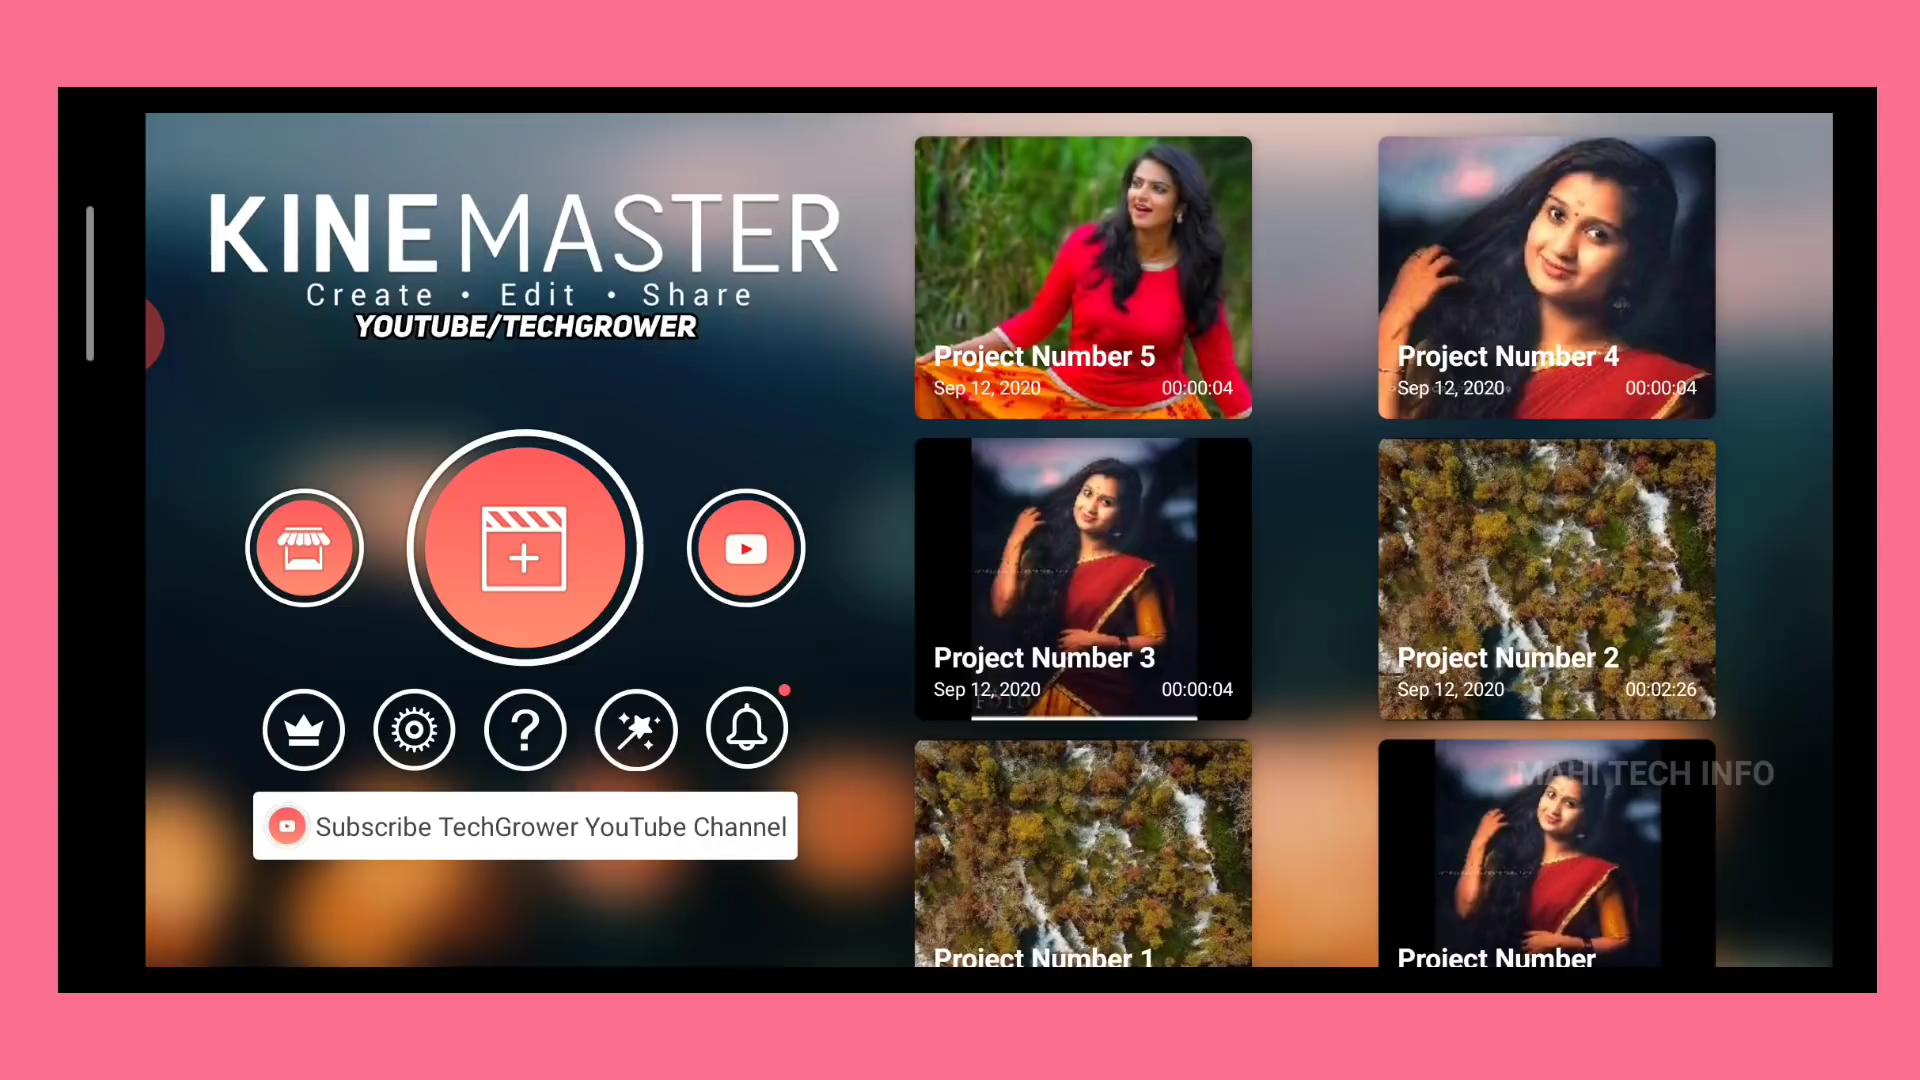 KINEMASTER
Create • Edit • Share
YOUTUBE/TECHGROWER
Subscribe TechGrower YouTube Channel
Project Number 5
Sep 12, 2020 00:00:04
Project Number 4
Sep 12, 2020 00:00:04
Project Number 3
Sep 12, 2020 00:00:04
Project Number 2
Sep 12, 2020 00:02:26
Project Number 1
Project Number
MAHI TECH INFO